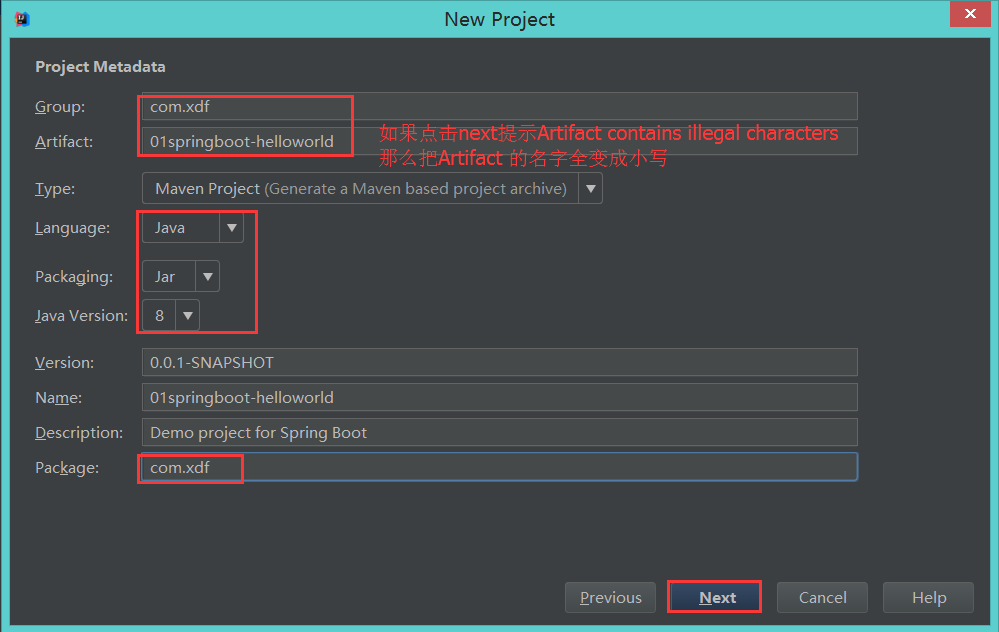 New Project
Project Metadata
Group: com.xdf
Artifact: 01springboot-helloworld
如果点击next提示Artifact contains illegal characters
那么把Artifact 的名字全变成小写
Type: Maven Project (Generate a Maven based project archive)
Language: Java
Packaging: Jar
Java Version: 8
Version: 0.0.1-SNAPSHOT
Name: 01springboot-helloworld
Description: Demo project for Spring Boot
Package: com.xdf
Previous Next Cancel Help